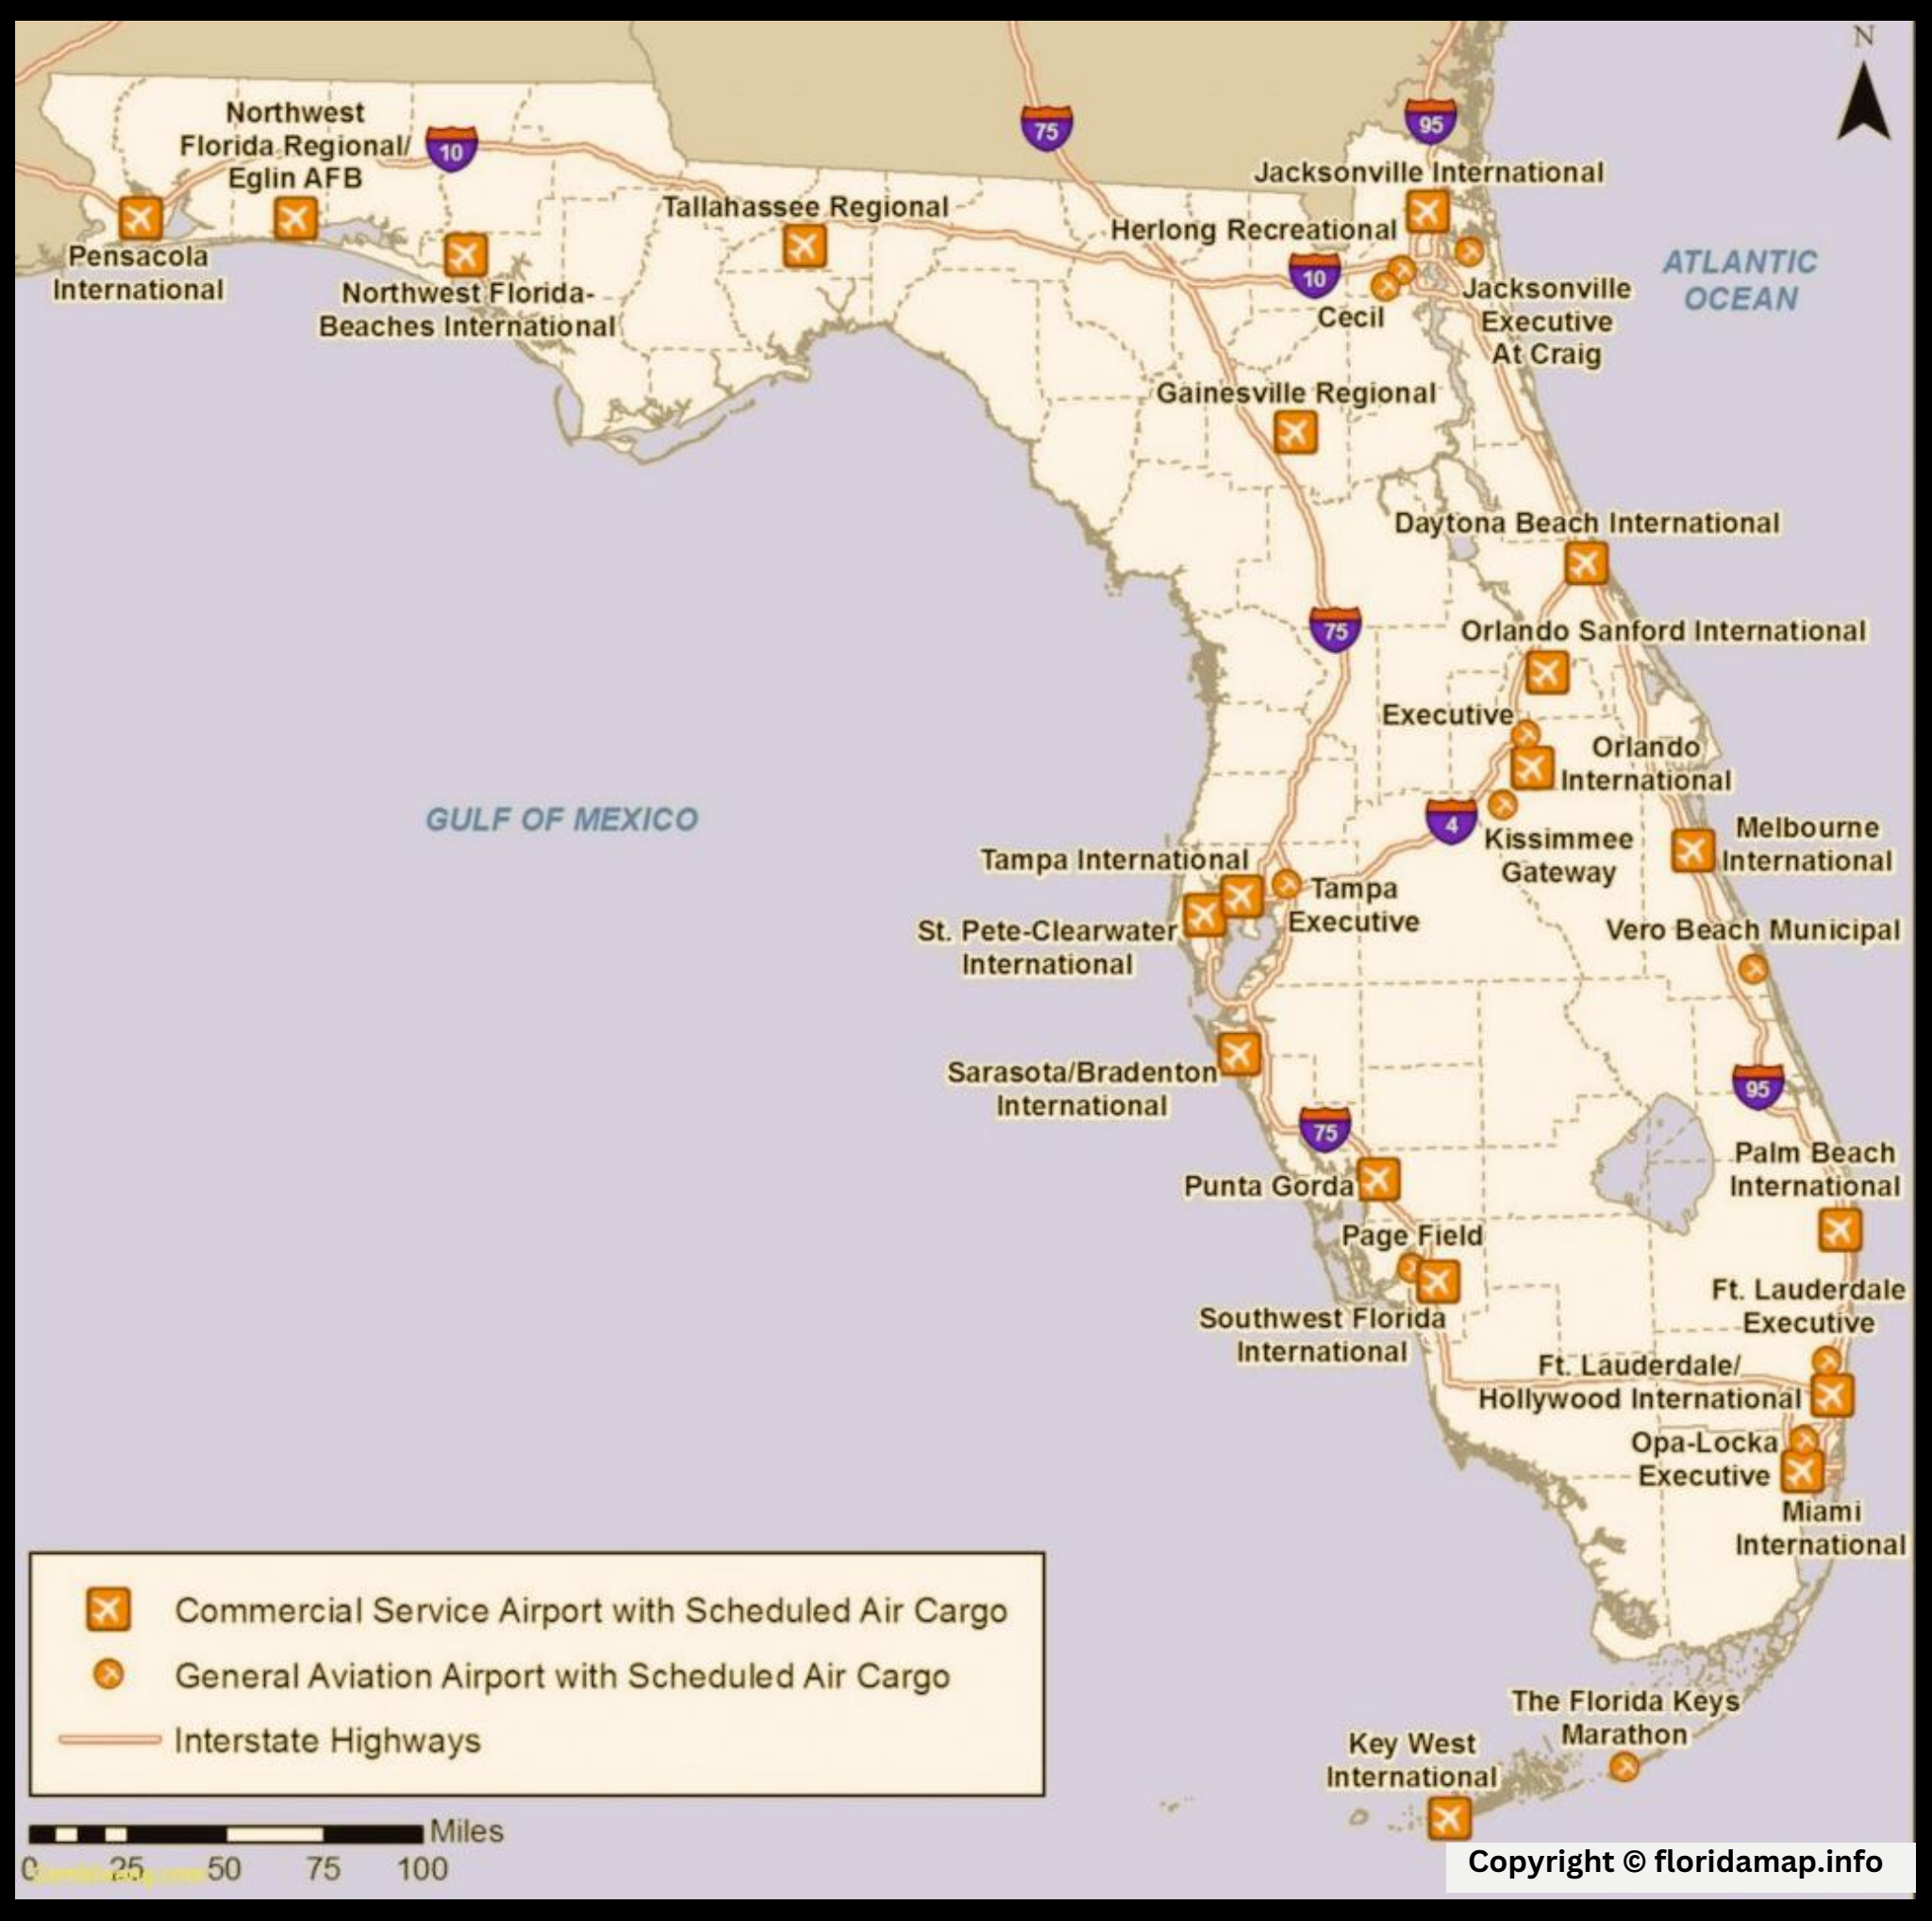 N
75
95
Northwest
Florida Regional/
Eglin AFB
10
Jacksonville International
Tallahassee Regional
Herlong Recreational
Pensacola
International
10
ATLANTIC
OCEAN
Northwest Florida-
Beaches International
Cecil
Jacksonville
Executive
At Craig
Gainesville Regional
Daytona Beach International
75
Orlando Sanford International
Executive
Orlando
International
GULF OF MEXICO
4
Kissimmee
Gateway
Melbourne
International
Tampa International
Tampa
Executive
St. Pete-Clearwater
International
Vero Beach Municipal
Sarasota/Bradenton
International
95
75
Palm Beach
International
Punta Gorda
Page Field
Southwest Florida
International
Ft. Lauderdale
Executive
Ft. Lauderdale/
Hollywood International
Opa-Locka
Executive
Miami
International
Commercial Service Airport with Scheduled Air Cargo
General Aviation Airport with Scheduled Air Cargo
Interstate Highways
The Florida Keys
Marathon
Key West
International
Miles
0 25 50 75 100
Copyright © floridamap.info